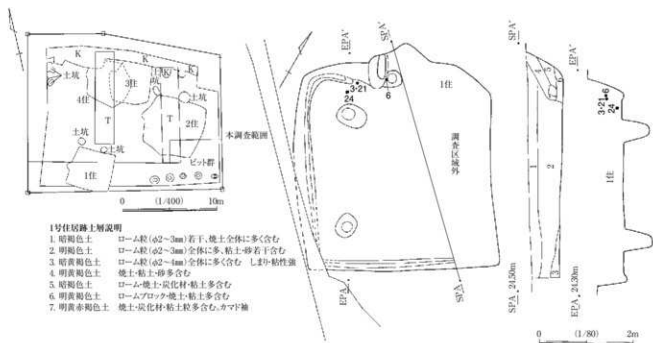 K
K
K
K
土坑
3住
坑
土坑
4住
T
T
2住
土坑
土坑
本調査範囲
1住
ピット群
0 (1/400) 10m
1号住居跡土層説明
1. 暗褐色土 ローム粒(φ2～3㎜)若干、焼土全体に多く含む
2. 明褐色土 ローム粒(φ2～3㎜)全体に多、粘土・砂若干含む
3. 暗黄褐色土 ローム粒(φ2～4㎜)全体に多く含む しまり・粘性強
4. 明黄褐色土 焼土・粘土・砂多含む
5. 暗褐色土 ローム・焼土・炭化材・粘土多含む
6. 明黄褐色土 ロームブロック・焼土・粘土多含む
7. 明黄赤褐色土 焼土・炭化材・粘土粒多含む、カマド袖
EPA'
SPA'
1住
3・21
24
6
調査区域外
EPA
SPA
SPA'
4
5
1
2
3
SPA 24.50m
EPA'
6
3・21
24
1住
EPA 24.30m
0 (1/80) 2m